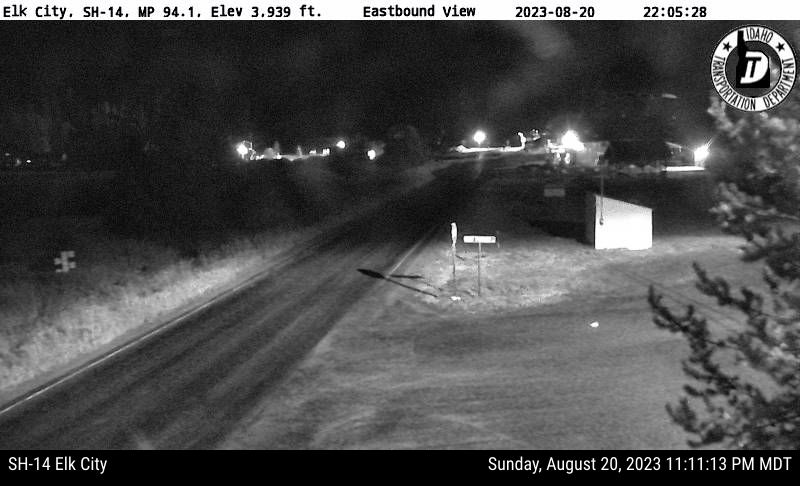 Elk City, SH-14, MP 94.1, Elev 3,939 ft. Eastbound View 2023-08-20 22:05:28
IDAHO
TRANSPORTATION DEPARTMENT
SH-14 Elk City Sunday, August 20, 2023 11:11:13 PM MDT